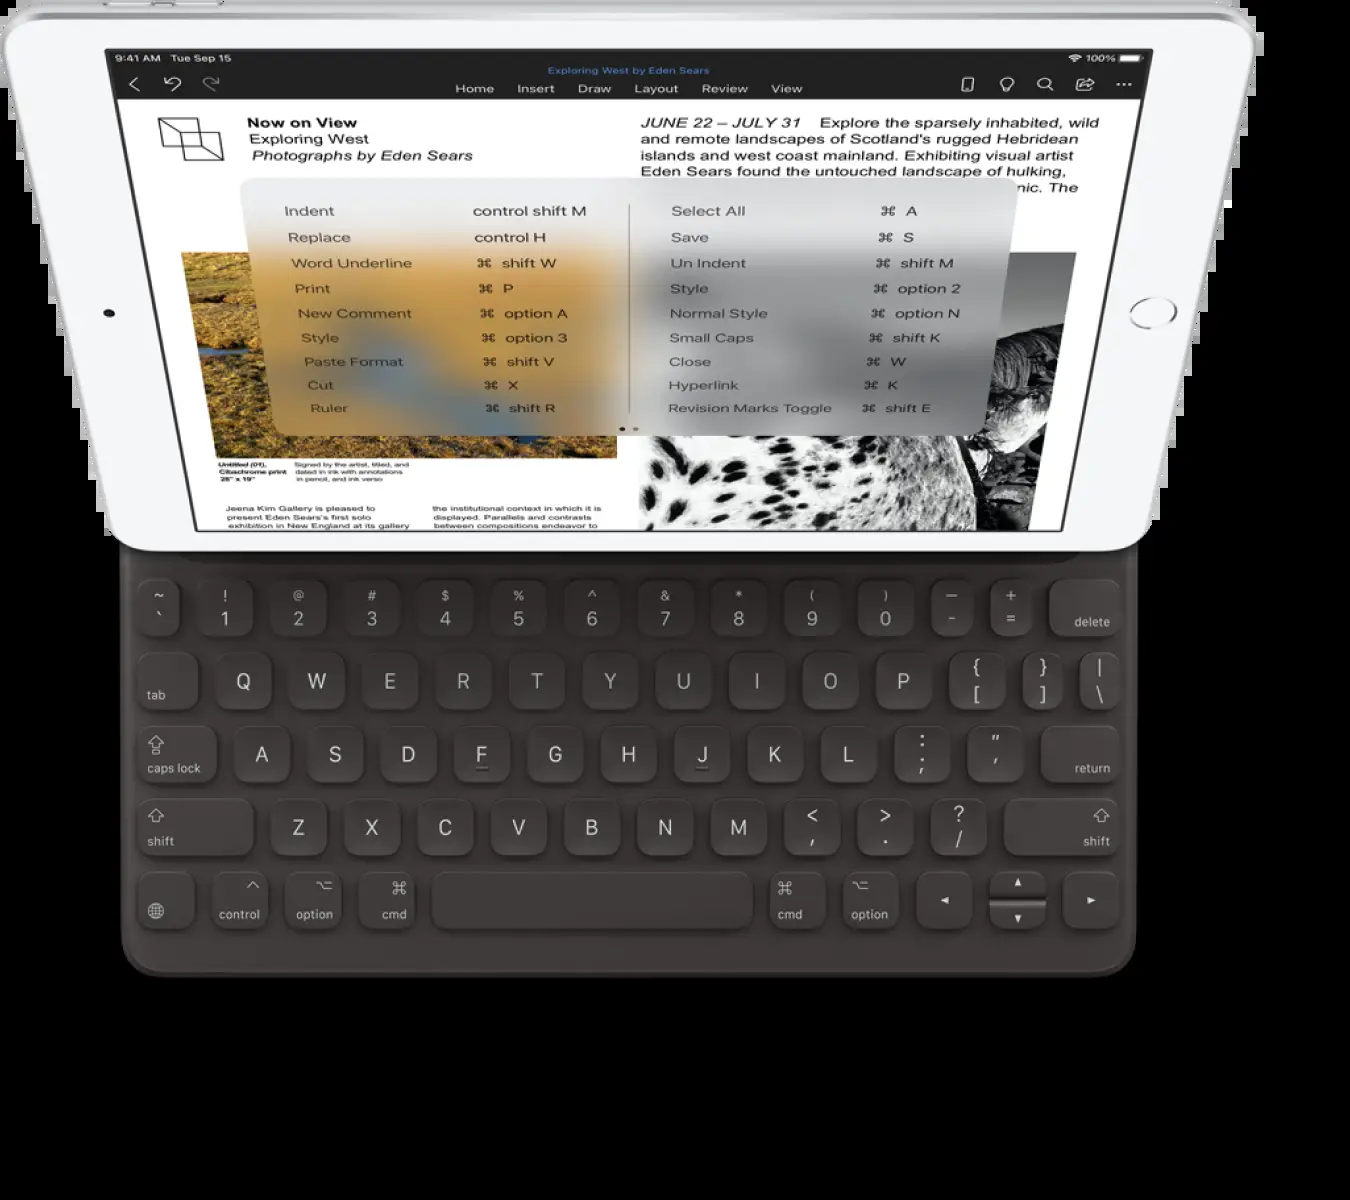 9:41 AM Tue Sep 15
100%
Exploring West by Eden Sears
Home Insert Draw Layout Review View
Now on View
Exploring West
Photographs by Eden Sears
JUNE 22 – JULY 31 Explore the sparsely inhabited, wild
and remote landscapes of Scotland's rugged Hebridean
islands and west coast mainland. Exhibiting visual artist
Eden Sears found the untouched landscape of hulking,
nic. The
Indent control shift M
Replace control H
Word Underline ⌘ shift W
Print ⌘ P
New Comment ⌘ option A
Style ⌘ option 3
Paste Format ⌘ shift V
Cut ⌘ X
Ruler ⌘ shift R
Select All ⌘ A
Save ⌘ S
Un Indent ⌘ shift M
Style ⌘ option 2
Normal Style ⌘ option N
Small Caps ⌘ shift K
Close ⌘ W
Hyperlink ⌘ K
Revision Marks Toggle ⌘ shift E
Untitled (01),
Cibachrome print
28" x 19"
Signed by the artist, titled, and
dated in ink with annotations
in pencil, and ink verso
Jeena Kim Gallery is pleased to
present Eden Sears's first solo
exhibition in New England at its gallery
the institutional context in which it is
displayed. Parallels and contrasts
between compositions endeavor to
~ ! @ # $ % ^ & * ( ) — +
` 1 2 3 4 5 6 7 8 9 0 - = delete
tab Q W E R T Y U I O P { [ } ] | \
caps lock A S D F G H J K L : ; " ' return
shift Z X C V B N M < , > . ? / shift
control option ⌘ cmd ⌘ cmd option